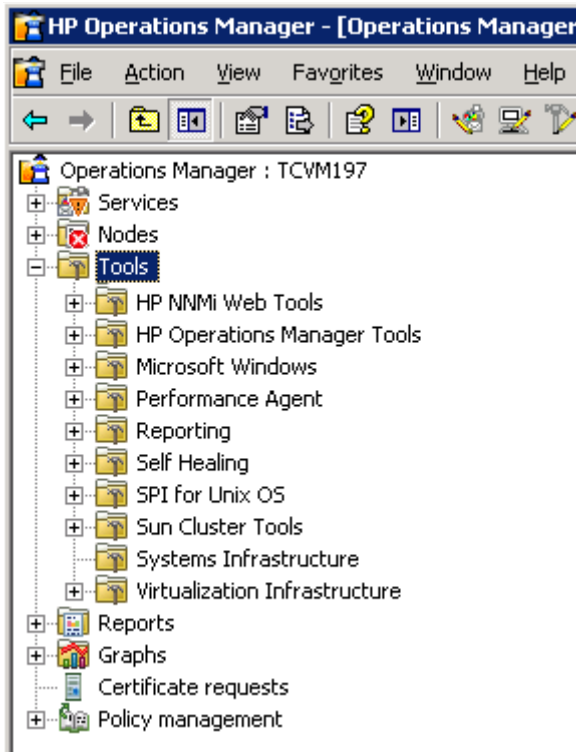 HP Operations Manager - [Operations Manager
File Action View Favorites Window Help
Operations Manager : TCVM197
Services
Nodes
Tools
HP NNMi Web Tools
HP Operations Manager Tools
Microsoft Windows
Performance Agent
Reporting
Self Healing
SPI for Unix OS
Sun Cluster Tools
Systems Infrastructure
Virtualization Infrastructure
Reports
Graphs
Certificate requests
Policy management